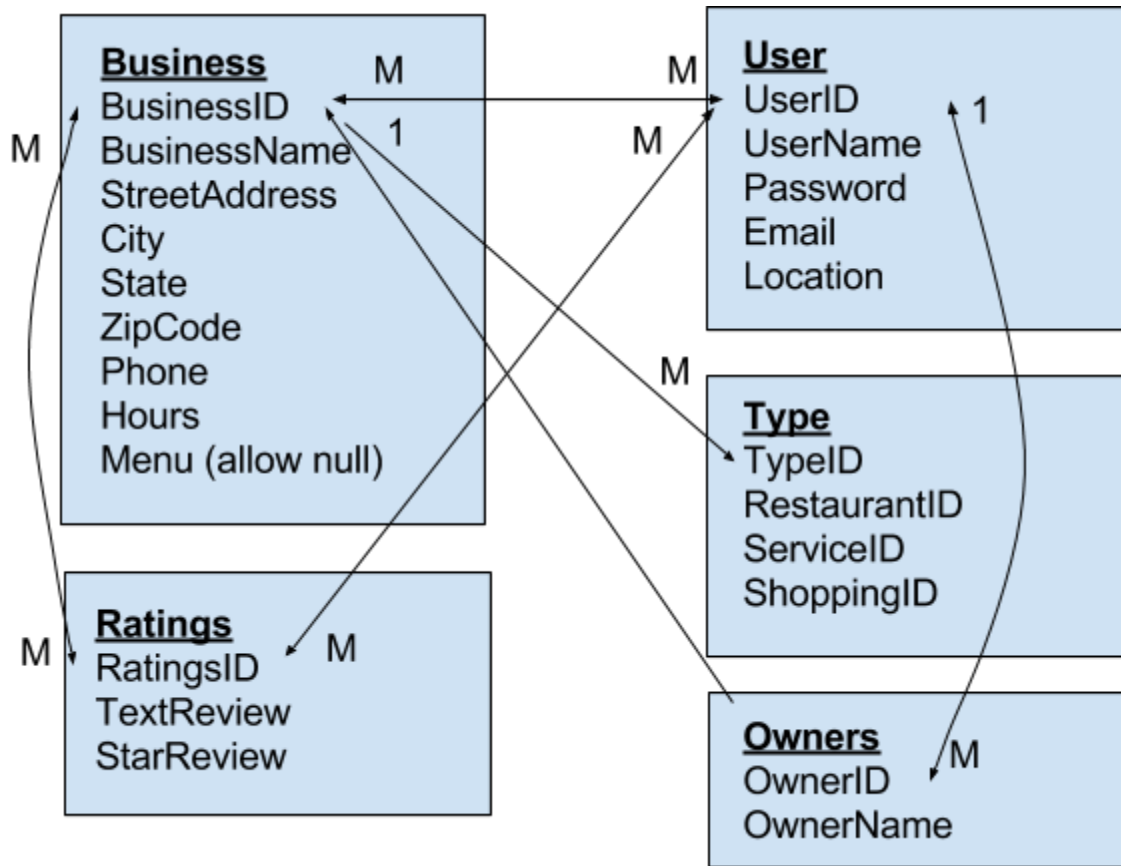 Business
BusinessID
BusinessName
StreetAddress
City
State
ZipCode
Phone
Hours
Menu (allow null)
M
M
1
M
M
User
UserID
UserName
Password
Email
Location
1
M
Type
TypeID
RestaurantID
ServiceID
ShoppingID
Ratings
RatingsID
TextReview
StarReview
M
M
Owners
OwnerID
OwnerName
M